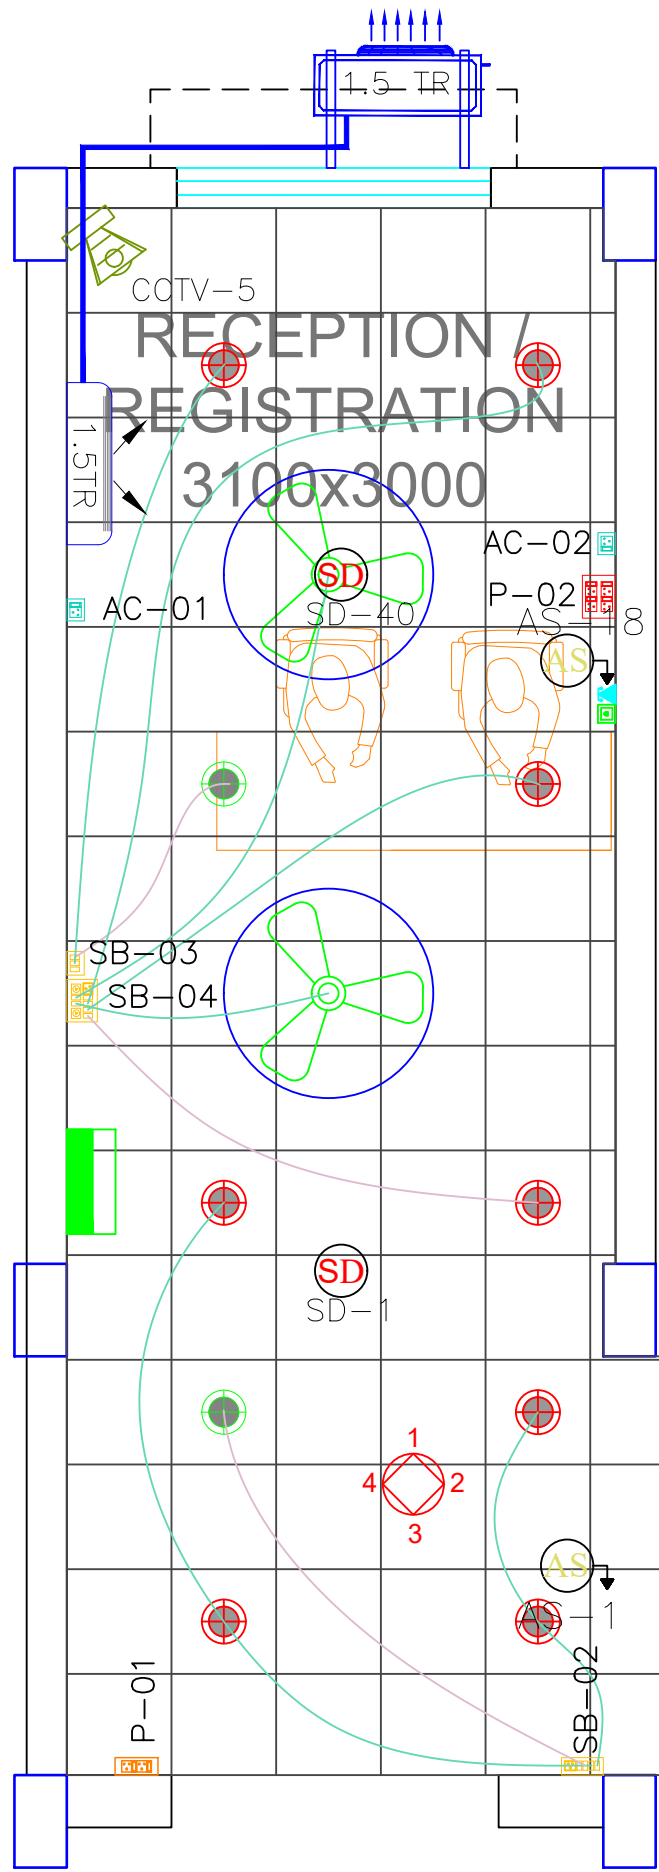 1.5 TR
CCTV-5
RECEPTION /
REGISTRATION
3100x3000
1.5TR
AC-02
SD
P-02
AC-01
SD-40
AS-18
AS
SB-03
SB-04
SD
SD-1
1
4
2
3
AS
AS-1
P-01
SB-02